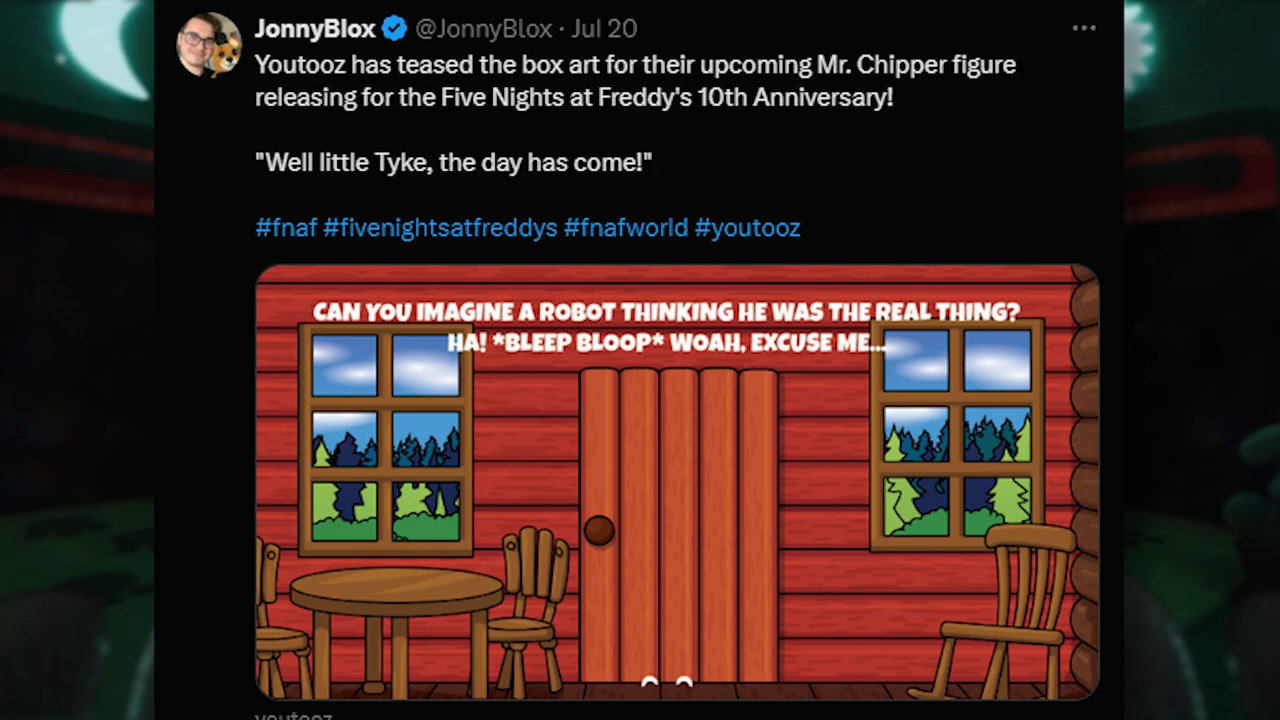 JonnyBlox @JonnyBlox · Jul 20
Youtooz has teased the box art for their upcoming Mr. Chipper figure
releasing for the Five Nights at Freddy's 10th Anniversary!
"Well little Tyke, the day has come!"
#fnaf #fivenightsatfreddys #fnafworld #youtooz
CAN YOU IMAGINE A ROBOT THINKING HE WAS THE REAL THING?
HA! *BLEEP BLOOP* WOAH, EXCUSE ME...
youtooz